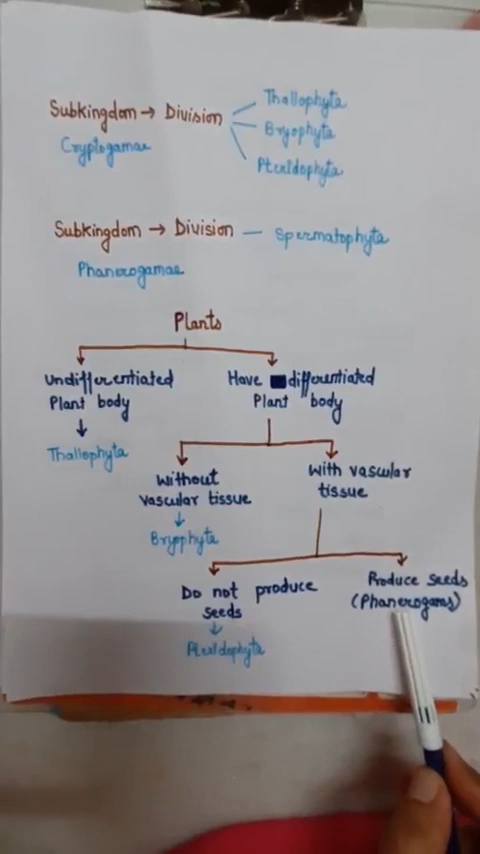 Subkingdom → Division
Thallophyta
Bryophyta
Pteridophyta
Cryptogamae
Subkingdom → Division — Spermatophyta
Phanerogamae
Plants
Undifferentiated
Plant body
Have differentiated
Plant body
Thallophyta
Without
vascular tissue
With vascular
tissue
Bryophyta
Do not produce
seeds
Produce seeds
(Phanerogams)
Pteridophyta